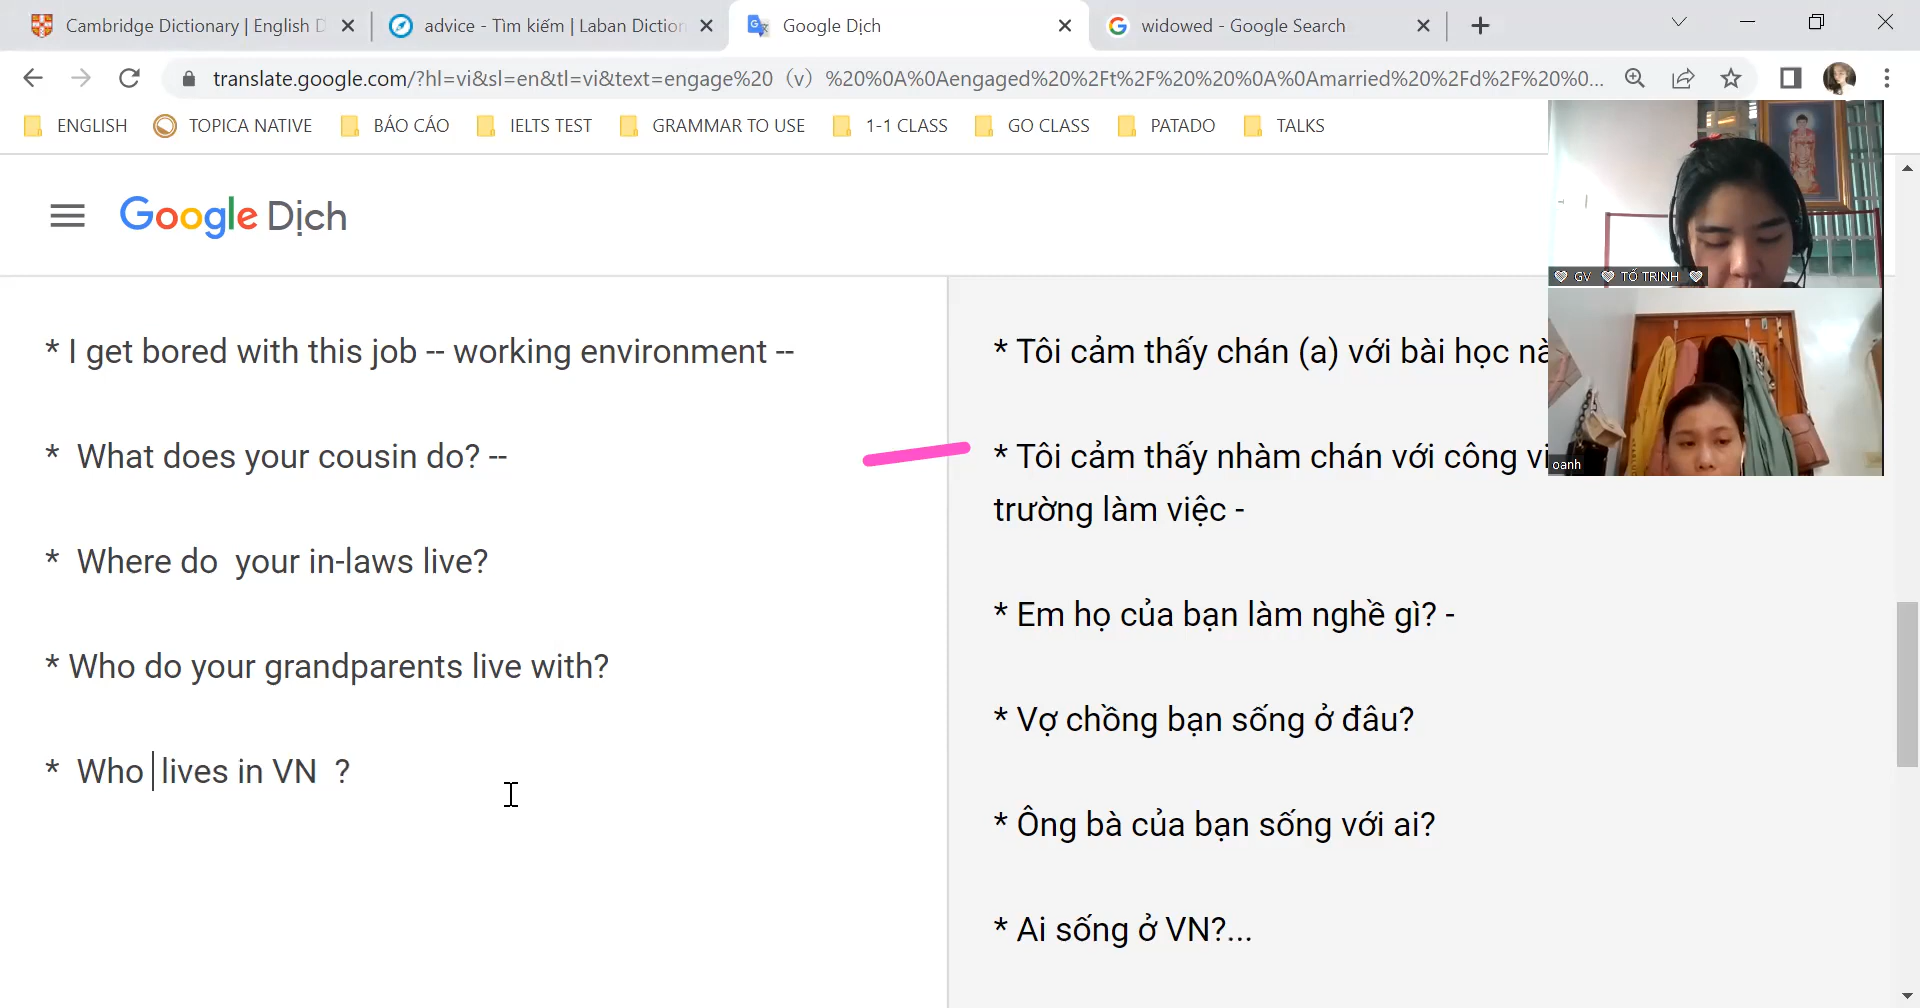 Cambridge Dictionary | English D
advice - Tìm kiếm | Laban Diction
Google Dịch
widowed - Google Search
translate.google.com/?hl=vi&sl=en&tl=vi&text=engage%20 (v) %20%0A%0Aengaged%20%2Ft%2F%20%20%0A%0Amarried%20%2Fd%2F%20%0...
ENGLISH
TOPICA NATIVE
BÁO CÁO
IELTS TEST
GRAMMAR TO USE
1-1 CLASS
GO CLASS
PATADO
TALKS
Google Dịch
* I get bored with this job -- working environment --
* What does your cousin do? --
* Where do  your in-laws live?
* Who do your grandparents live with?
* Who lives in VN  ?
* Tôi cảm thấy chán (a) với bài học nà
* Tôi cảm thấy nhàm chán với công vi
trường làm việc -
* Em họ của bạn làm nghề gì? -
* Vợ chồng bạn sống ở đâu?
* Ông bà của bạn sống với ai?
* Ai sống ở VN?...
GV TỐ TRINH
oanh